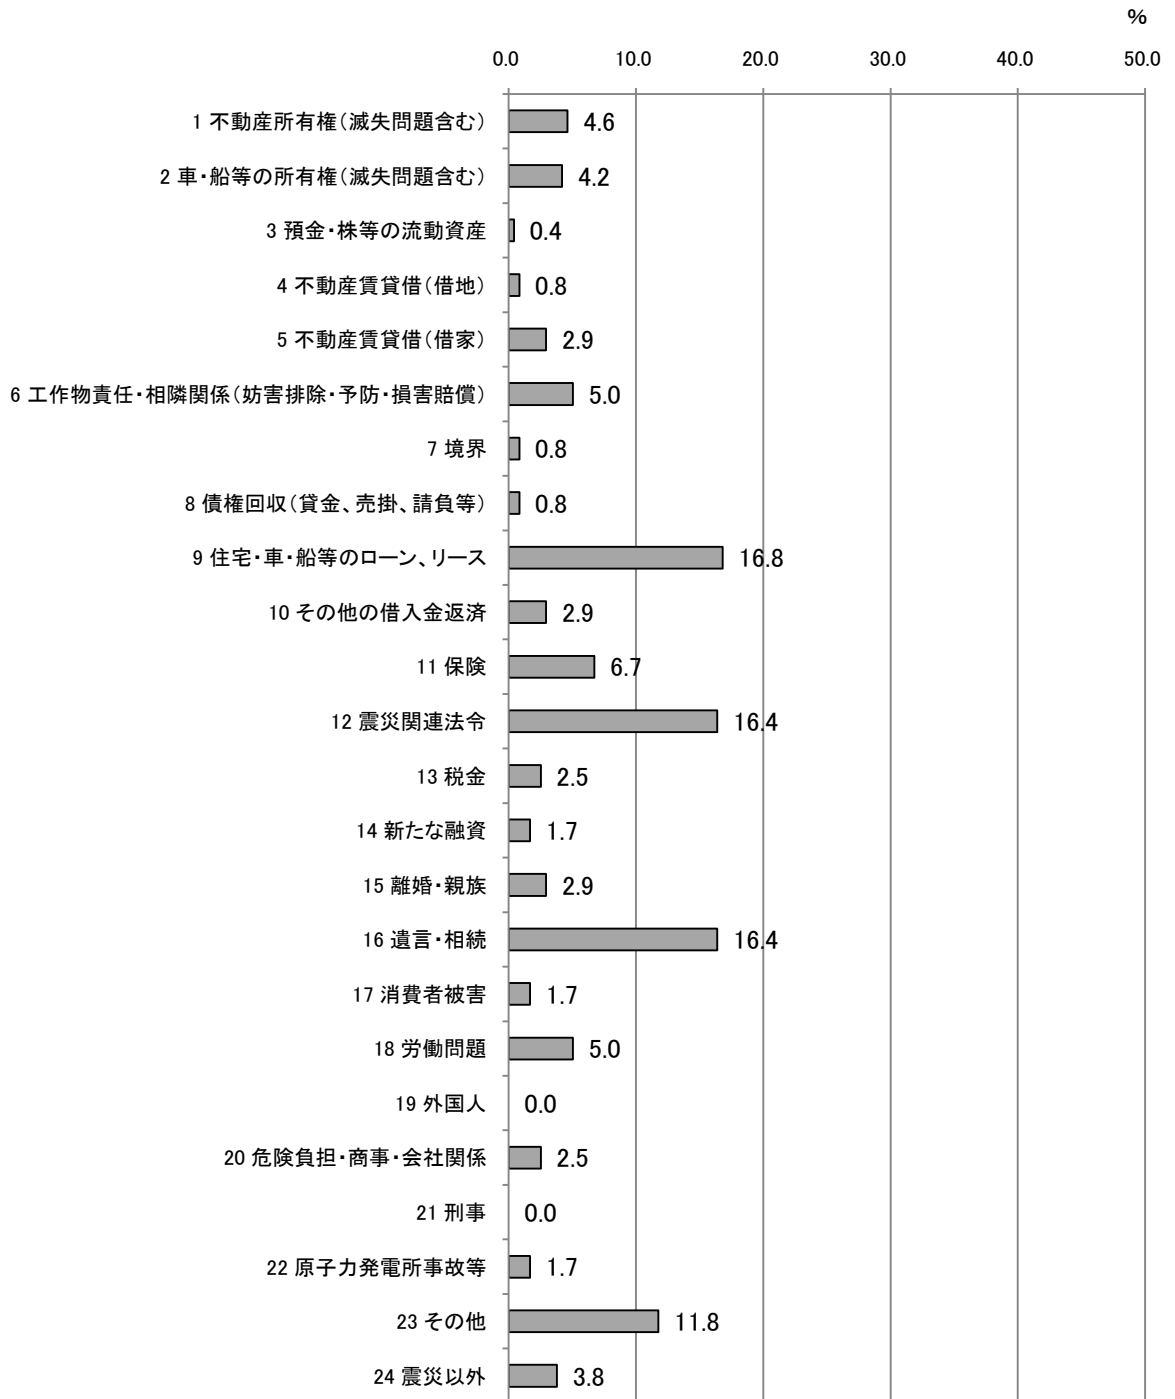 %
0.0 10.0 20.0 30.0 40.0 50.0
1 不動産所有権(滅失問題含む) 4.6
2 車・船等の所有権(滅失問題含む) 4.2
3 預金・株等の流動資産 0.4
4 不動産賃貸借(借地) 0.8
5 不動産賃貸借(借家) 2.9
6 工作物責任・相隣関係(妨害排除・予防・損害賠償) 5.0
7 境界 0.8
8 債権回収(貸金、売掛、請負等) 0.8
9 住宅・車・船等のローン、リース 16.8
10 その他の借入金返済 2.9
11 保険 6.7
12 震災関連法令 16.4
13 税金 2.5
14 新たな融資 1.7
15 離婚・親族 2.9
16 遺言・相続 16.4
17 消費者被害 1.7
18 労働問題 5.0
19 外国人 0.0
20 危険負担・商事・会社関係 2.5
21 刑事 0.0
22 原子力発電所事故等 1.7
23 その他 11.8
24 震災以外 3.8